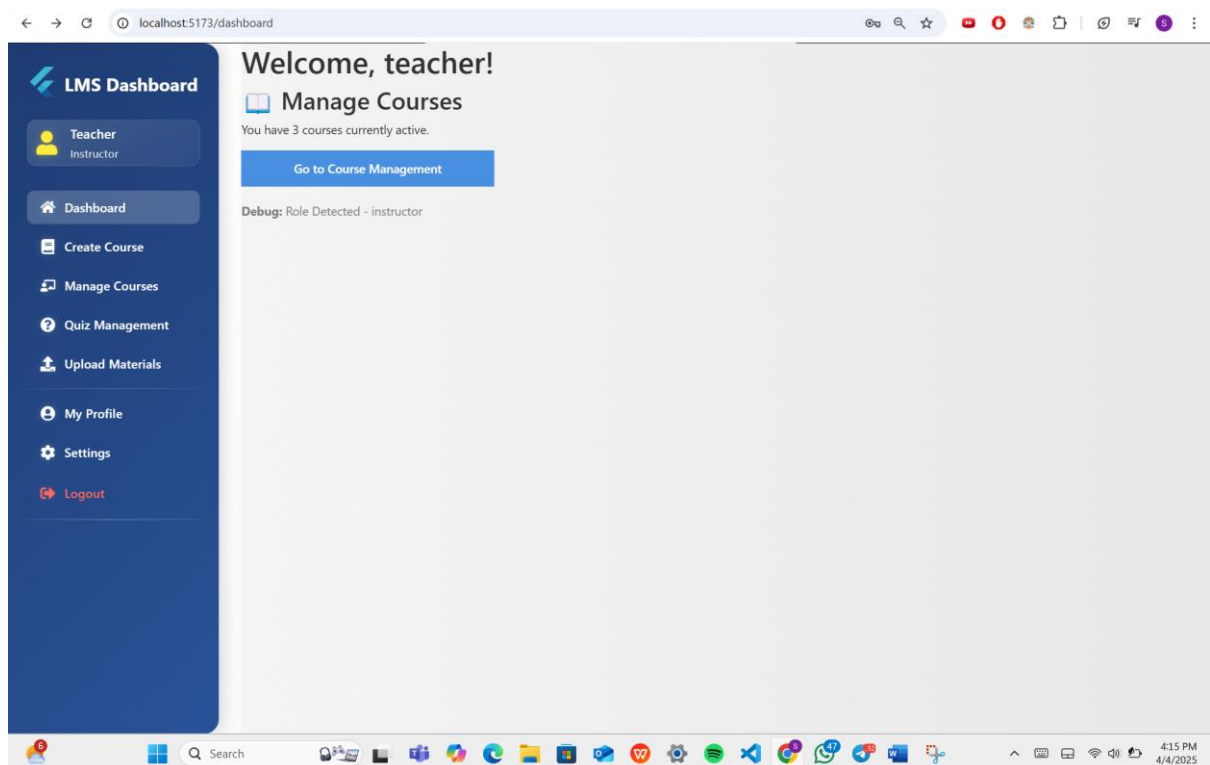 localhost:5173/dashboard
S
LMS Dashboard
Teacher
Instructor
Dashboard
Create Course
Manage Courses
Quiz Management
Upload Materials
My Profile
Settings
Logout
Welcome, teacher!
Manage Courses
You have 3 courses currently active.
Go to Course Management
Debug: Role Detected - instructor
6
Search
S
47
4:15 PM
4/4/2025